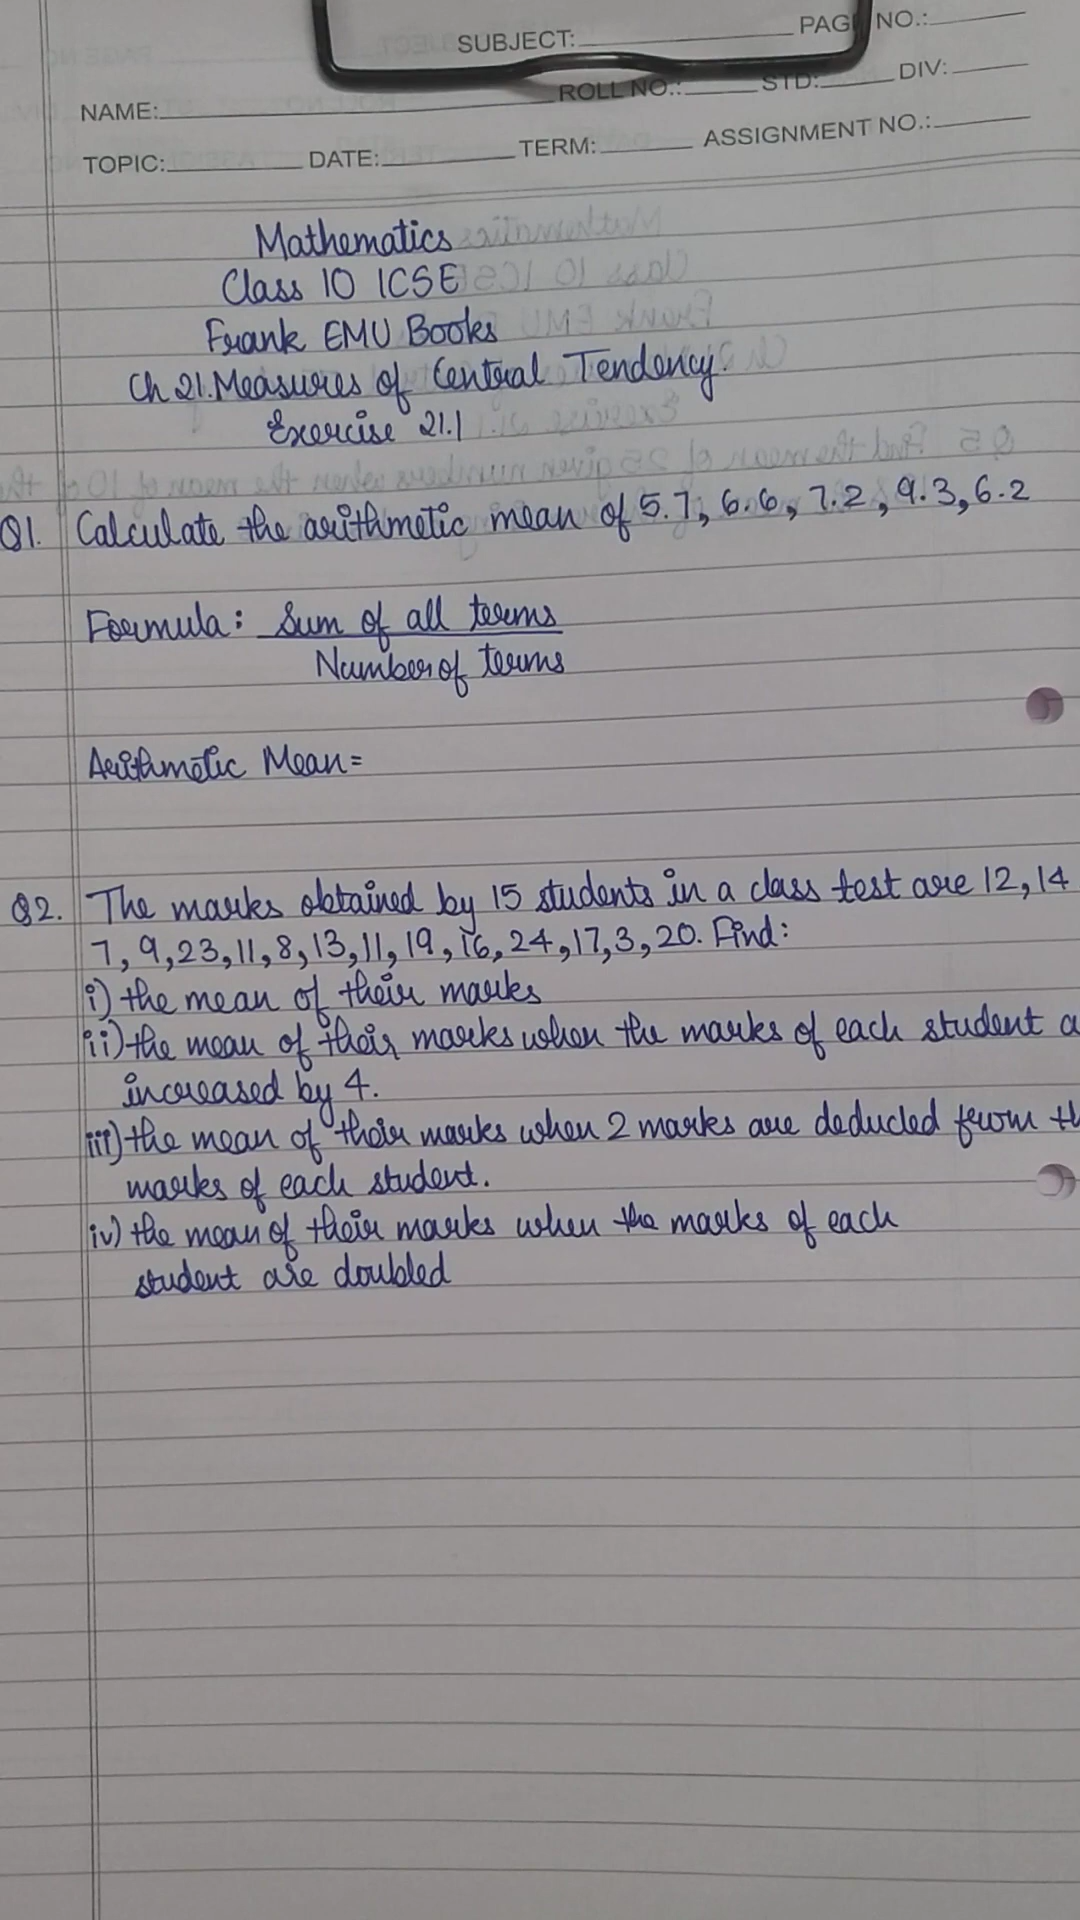 SUBJECT: PAGE NO.:
NAME: ROLL NO.: STD: DIV:
TOPIC: DATE: TERM: ASSIGNMENT NO.:
Mathematics
Class 10 ICSE
Frank EMU Books
Ch 21. Measures of Central Tendency.
Exercise 21.1
Q1. Calculate the arithmetic mean of 5.7, 6.6, 7.2, 9.3, 6.2
Formula: Sum of all terms
Number of terms
Arithmetic Mean=
Q2. The marks obtained by 15 students in a class test are 12, 14
7, 9, 23, 11, 8, 13, 11, 19, 16, 24, 17, 3, 20. Find:
i) the mean of their marks
ii) the mean of their marks when the marks of each student a
increased by 4.
iii) the mean of their marks when 2 marks are deducted from th
marks of each student.
iv) the mean of their marks when the marks of each
student are doubled